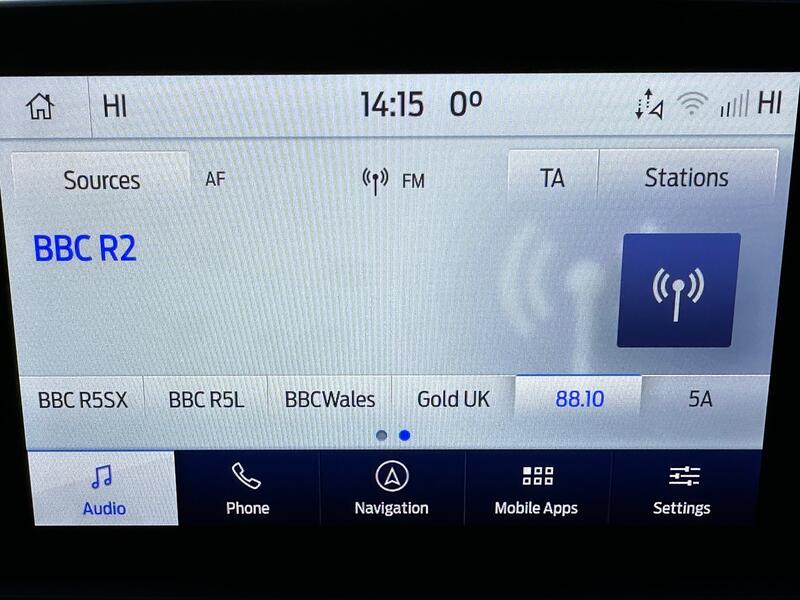 HI 14:15 0º HI
Sources AF FM TA Stations
BBC R2
BBC R5SX BBC R5L BBCWales Gold UK 88.10 5A
Audio Phone Navigation Mobile Apps Settings